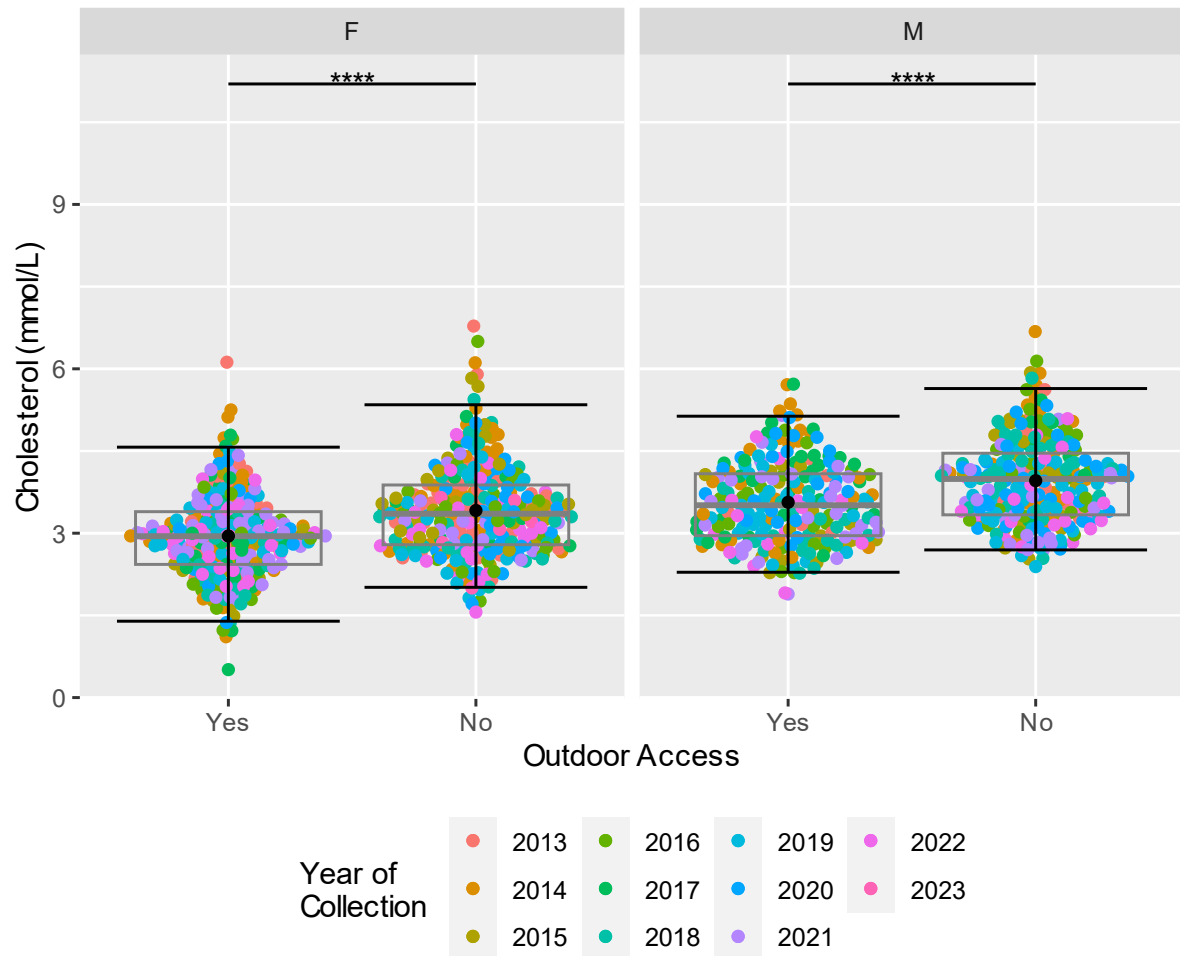 F
M
****
****
9
6
3
0
Cholesterol (mmol/L)
Yes
No
Yes
No
Outdoor Access
Year of
Collection
2013
2016
2019
2022
2014
2017
2020
2023
2015
2018
2021